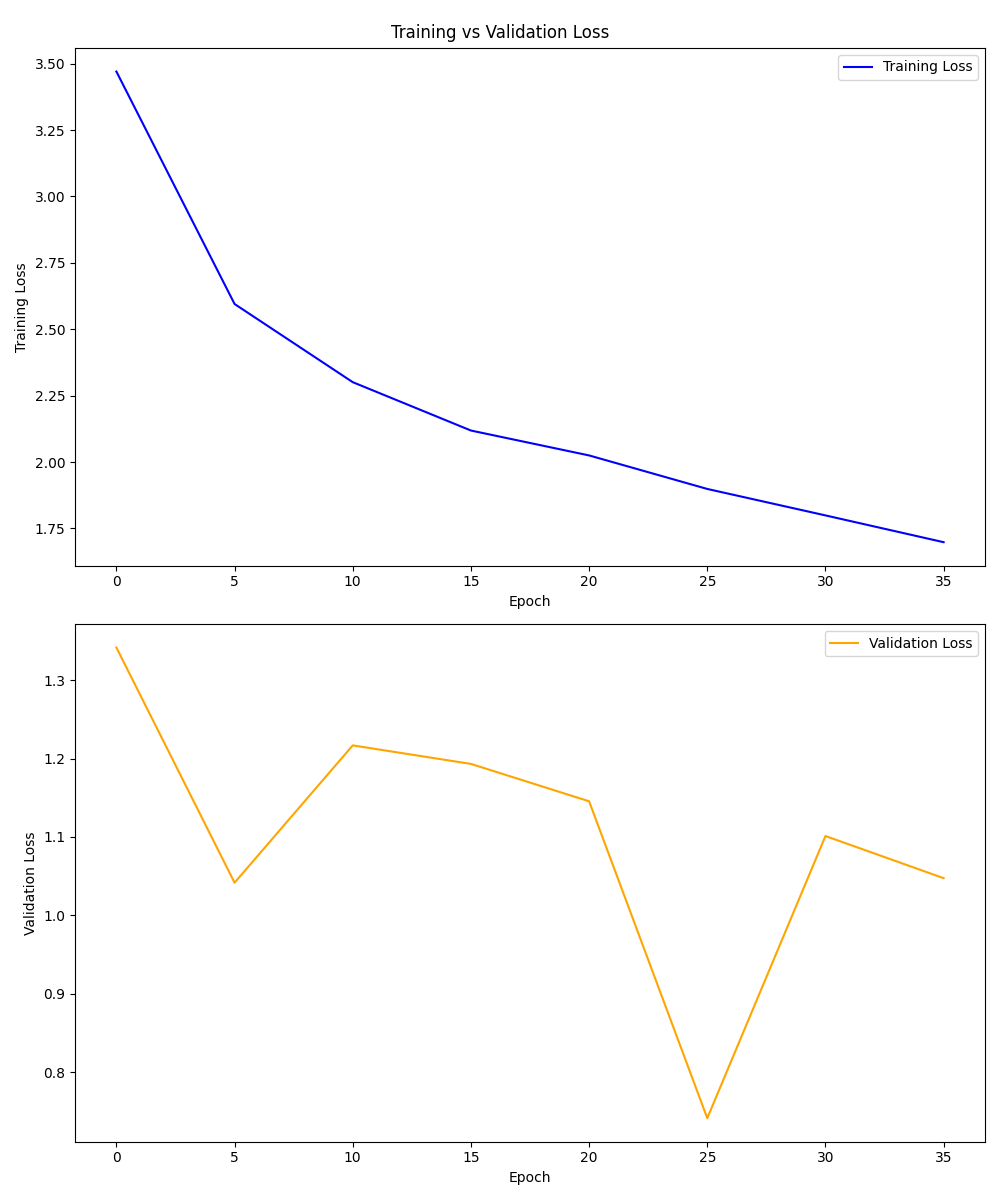 Training vs Validation Loss
Training Loss
3.50
3.25
3.00
2.75
2.50
2.25
2.00
1.75
Training Loss
0 5 10 15 20 25 30 35
Epoch
Validation Loss
1.3
1.2
1.1
1.0
0.9
0.8
Validation Loss
0 5 10 15 20 25 30 35
Epoch